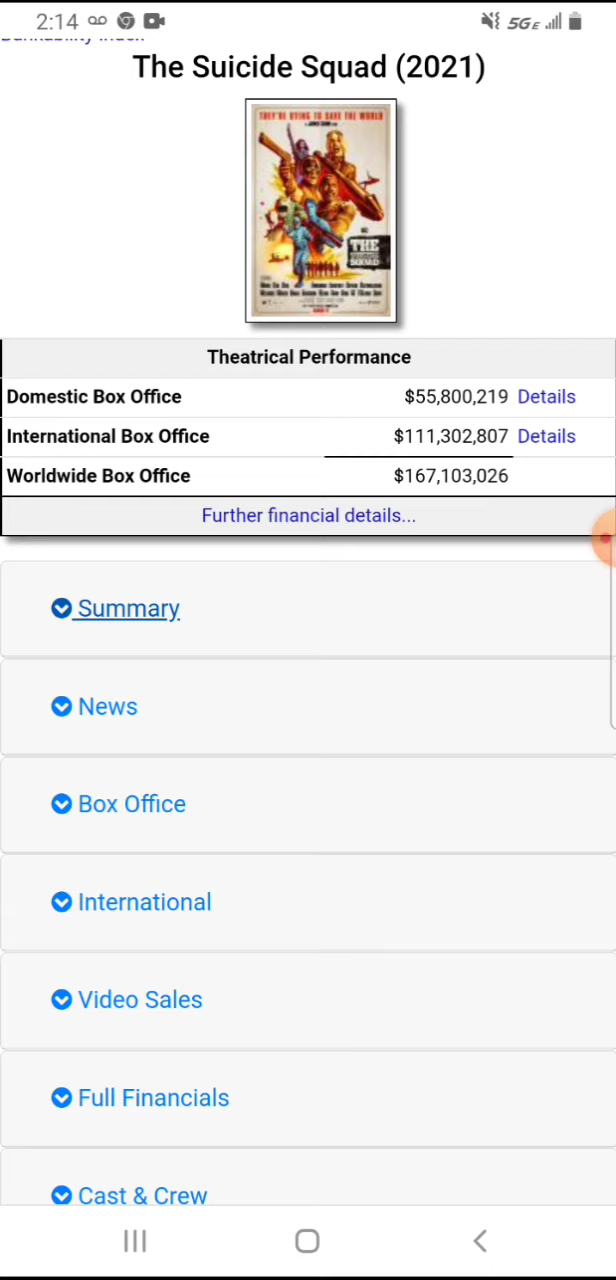 2:14
5GE
The Suicide Squad (2021)
THEY'RE DYING TO SAVE THE WORLD
THE
SUICIDE
SQUAD
Theatrical Performance
Domestic Box Office $55,800,219 Details
International Box Office $111,302,807 Details
Worldwide Box Office $167,103,026
Further financial details...
Summary
News
Box Office
International
Video Sales
Full Financials
Cast & Crew